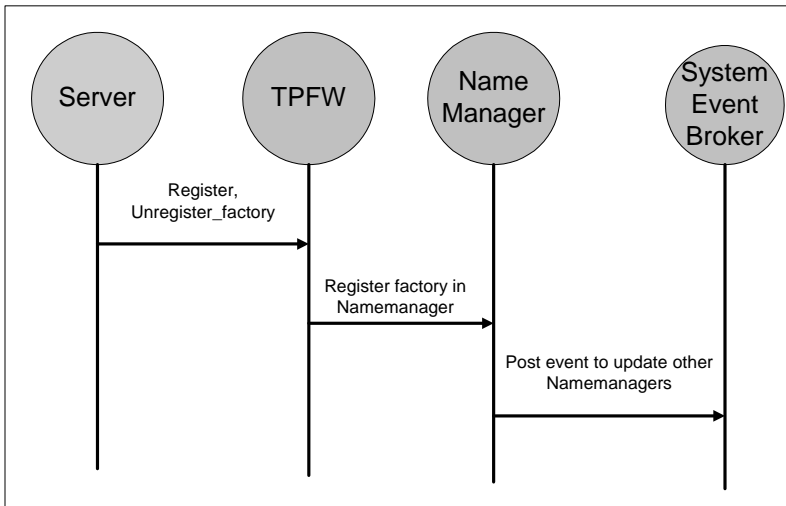 Server
TPFW
Name
Manager
System
Event
Broker
Register,
Unregister_factory
Register factory in
Namemanager
Post event to update other
Namemanagers